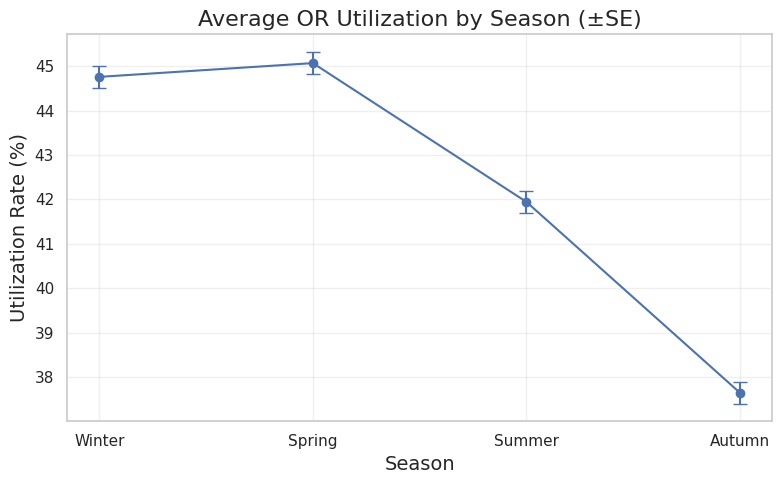 Average OR Utilization by Season (±SE)
Utilization Rate (%)
45
44
43
42
41
40
39
38
Winter Spring Summer Autumn
Season